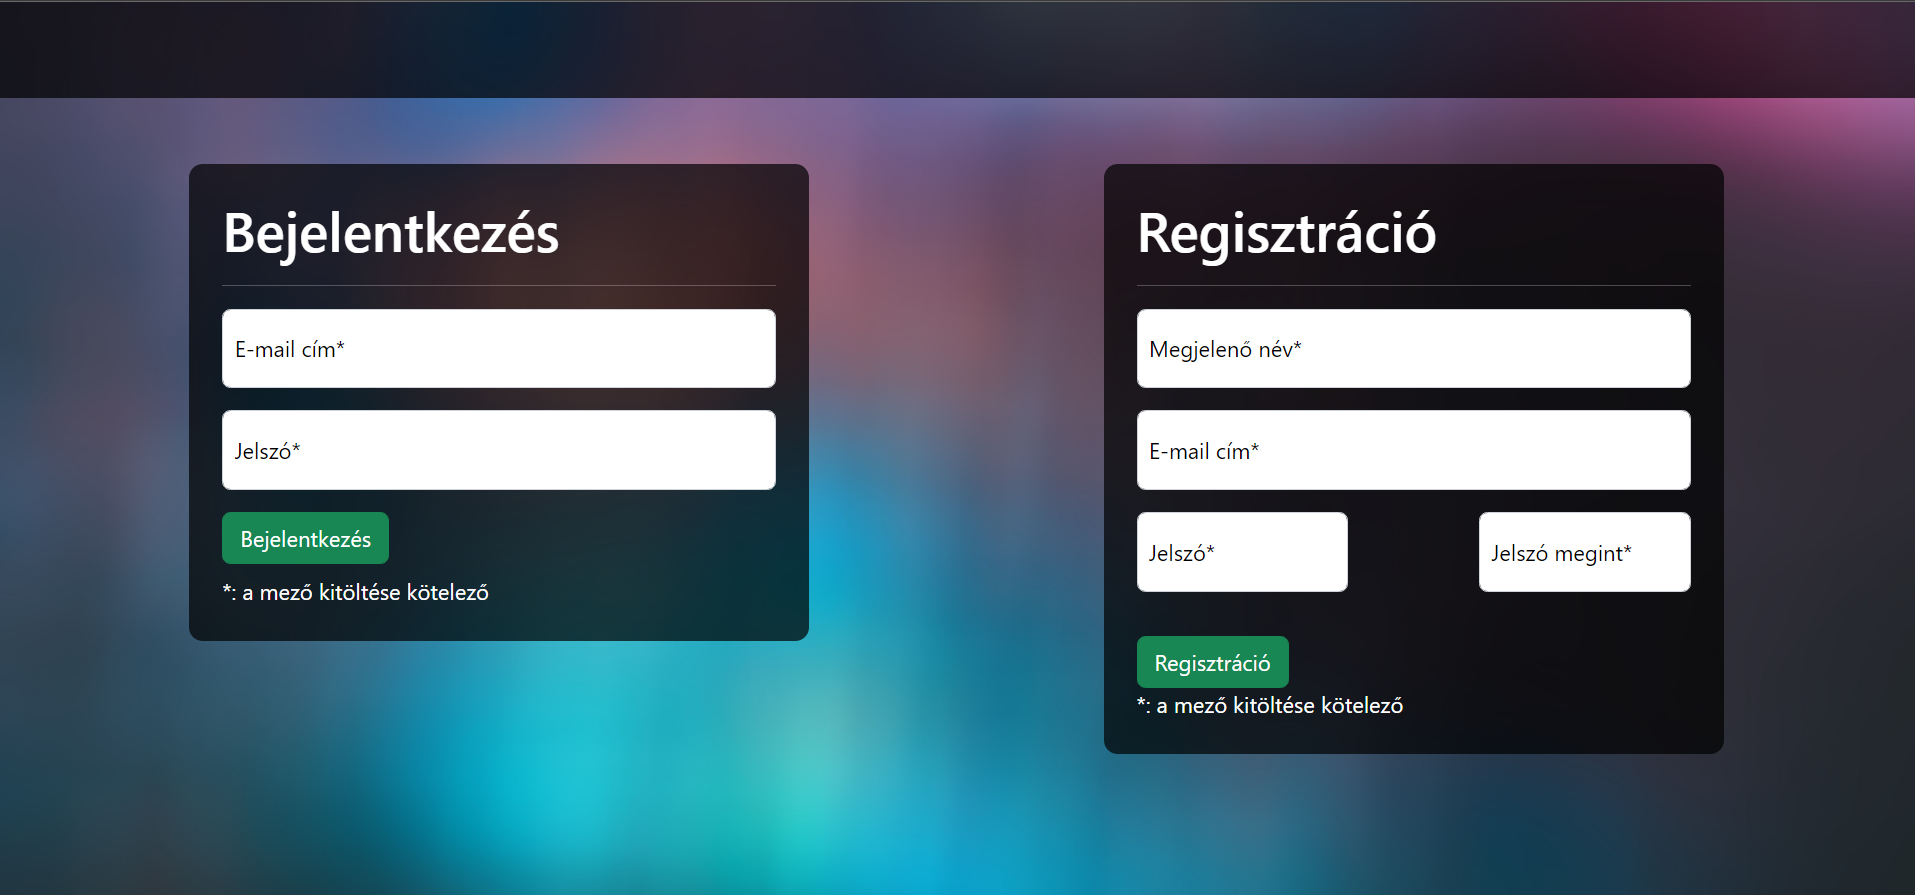 Bejelentkezés
E-mail cím*
Jelszó*
Bejelentkezés
*: a mező kitöltése kötelező
Regisztráció
Megjelenő név*
E-mail cím*
Jelszó*
Jelszó megint*
Regisztráció
*: a mező kitöltése kötelező